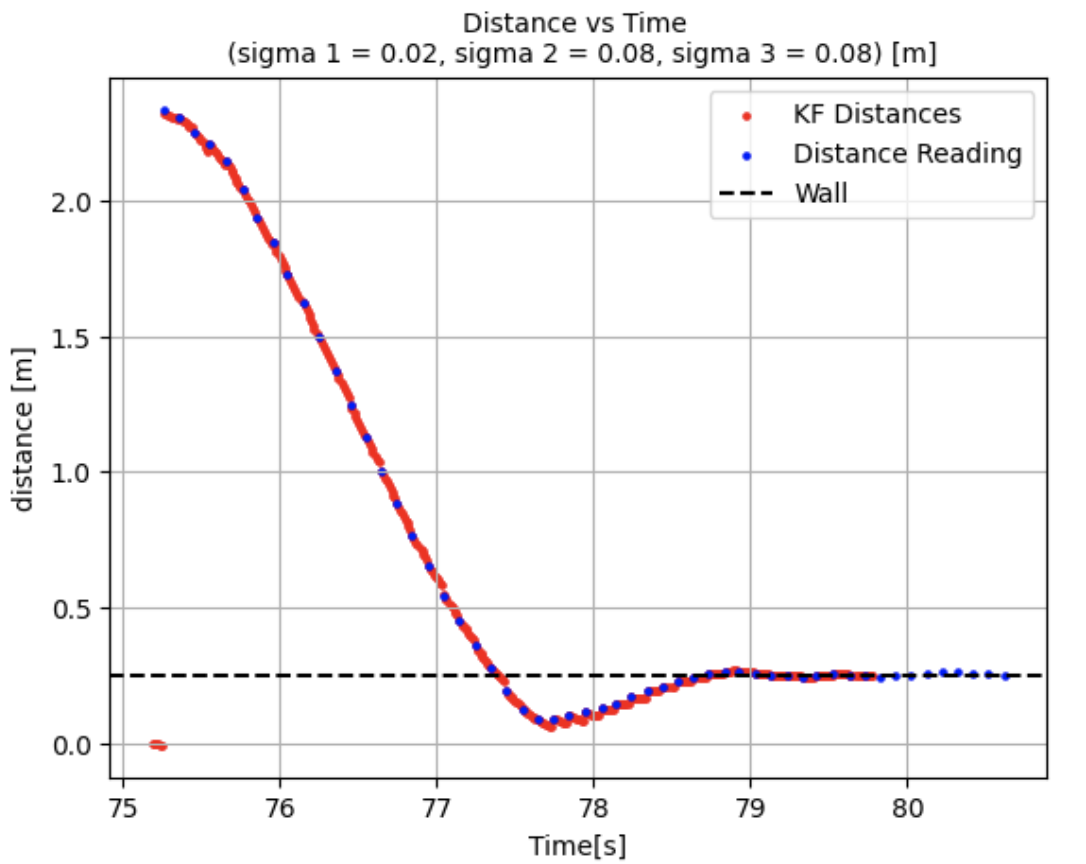 Distance vs Time
(sigma 1 = 0.02, sigma 2 = 0.08, sigma 3 = 0.08) [m]
KF Distances
Distance Reading
Wall
distance [m]
2.0
1.5
1.0
0.5
0.0
75 76 77 78 79 80
Time[s]